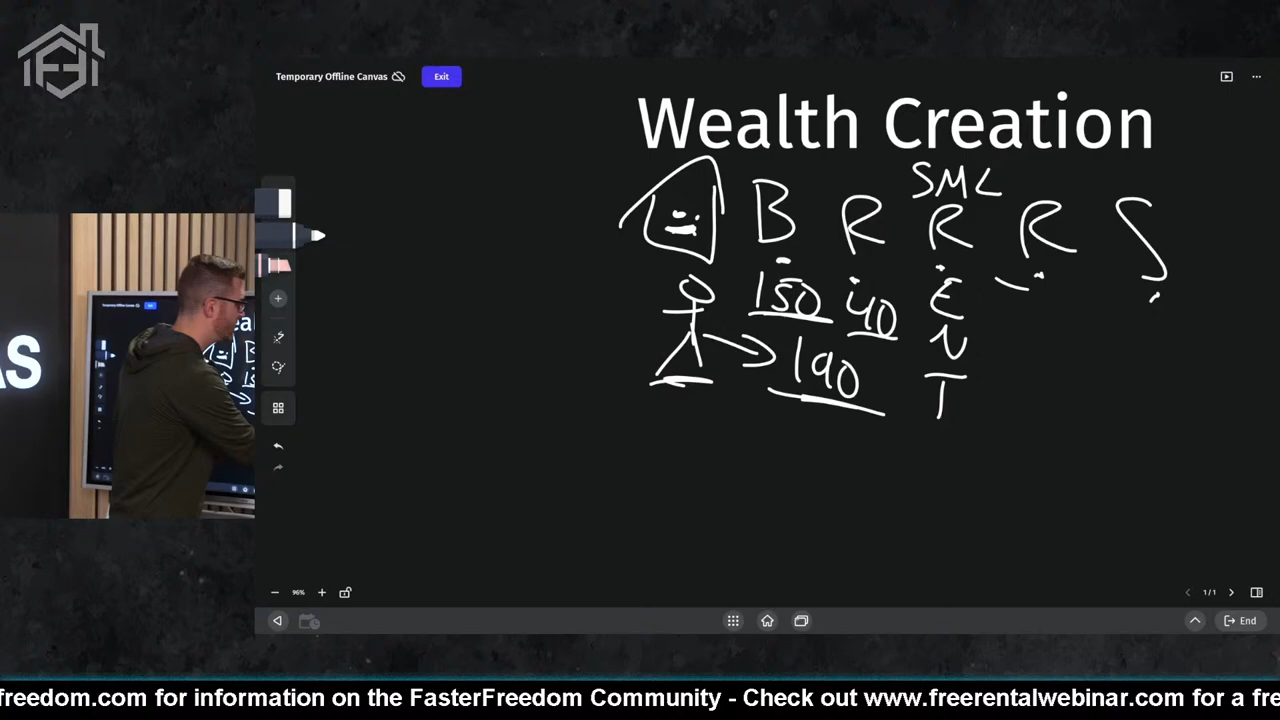 Temporary Offline Canvas
Exit
Wealth Creation
SML
B R R R S
150 40 E
N
190 T
AS
96%
1/1
End
freedom.com for information on the FasterFreedom Community - Check out www.freerentalwebinar.com for a fre